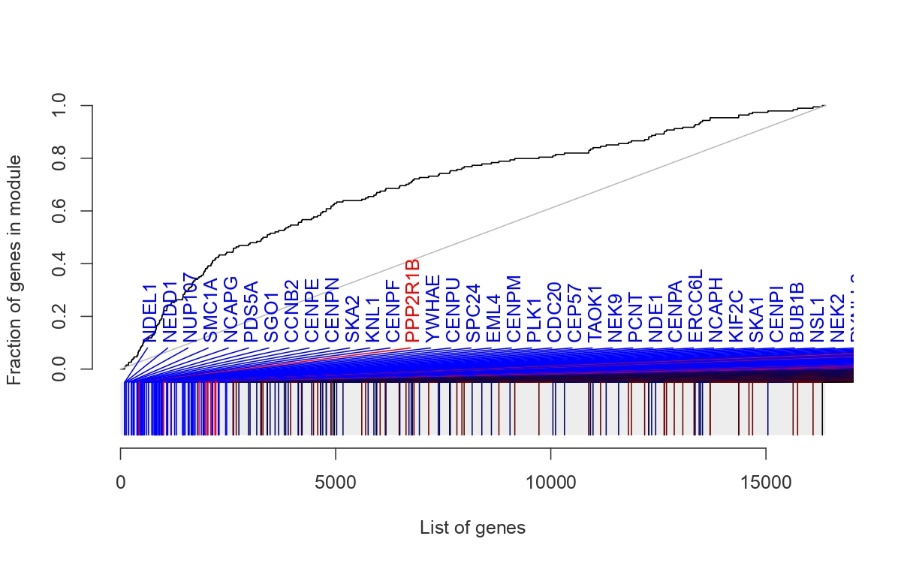 Fraction of genes in module
1.0
0.8
0.6
0.4
0.2
0.0
NDEL1
NEDD1
NUP107
SMC1A
NCAPG
PDS5A
SGO1
CCNB2
CENPE
CENPN
SKA2
KNL1
CENPF
PPP2R1B
YWHAE
CENPU
SPC24
EML4
CENPM
PLK1
CDC20
CEP57
TAOK1
NEK9
PCNT
NDE1
CENPA
ERCC6L
NCAPH
KIF2C
SKA1
CENPI
BUB1B
NSL1
NEK2
0
5000
10000
15000
List of genes